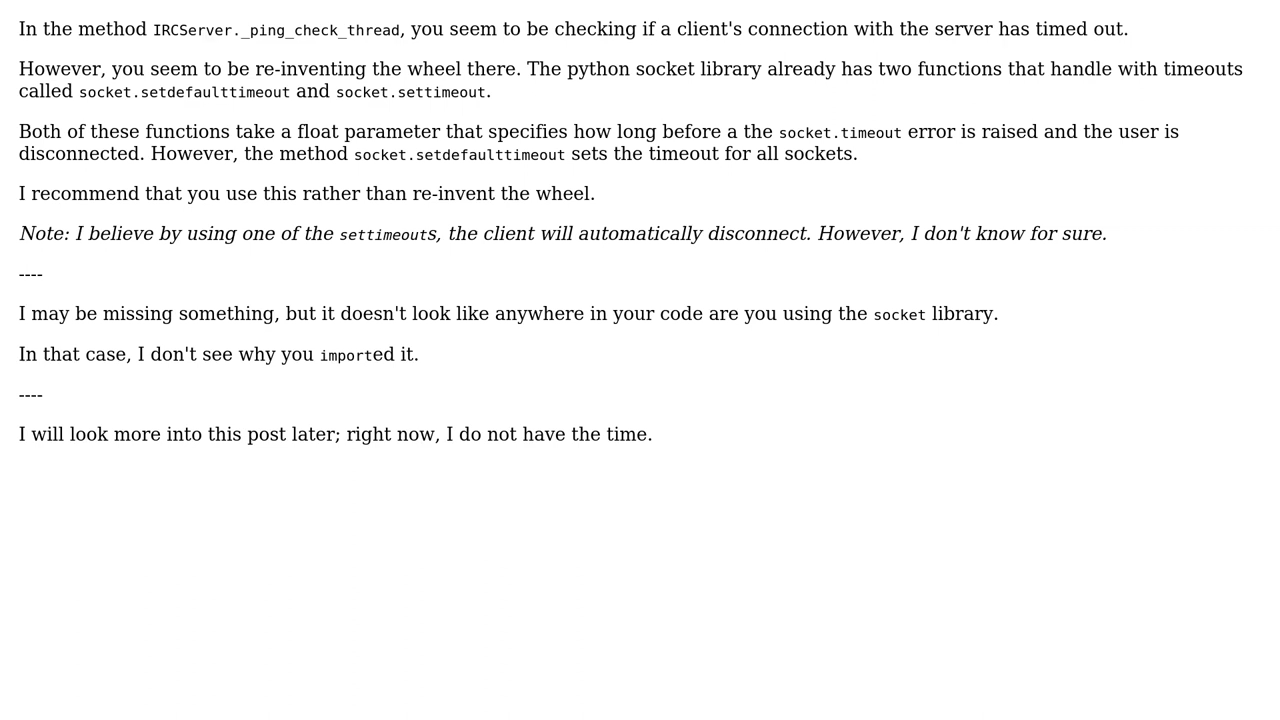 In the method IRCServer._ping_check_thread, you seem to be checking if a client's connection with the server has timed out.
However, you seem to be re-inventing the wheel there. The python socket library already has two functions that handle with timeouts
called socket.setdefaulttimeout and socket.settimeout.
Both of these functions take a float parameter that specifies how long before a the socket.timeout error is raised and the user is
disconnected. However, the method socket.setdefaulttimeout sets the timeout for all sockets.
I recommend that you use this rather than re-invent the wheel.
Note: I believe by using one of the settimeouts, the client will automatically disconnect. However, I don't know for sure.
----
I may be missing something, but it doesn't look like anywhere in your code are you using the socket library.
In that case, I don't see why you imported it.
----
I will look more into this post later; right now, I do not have the time.